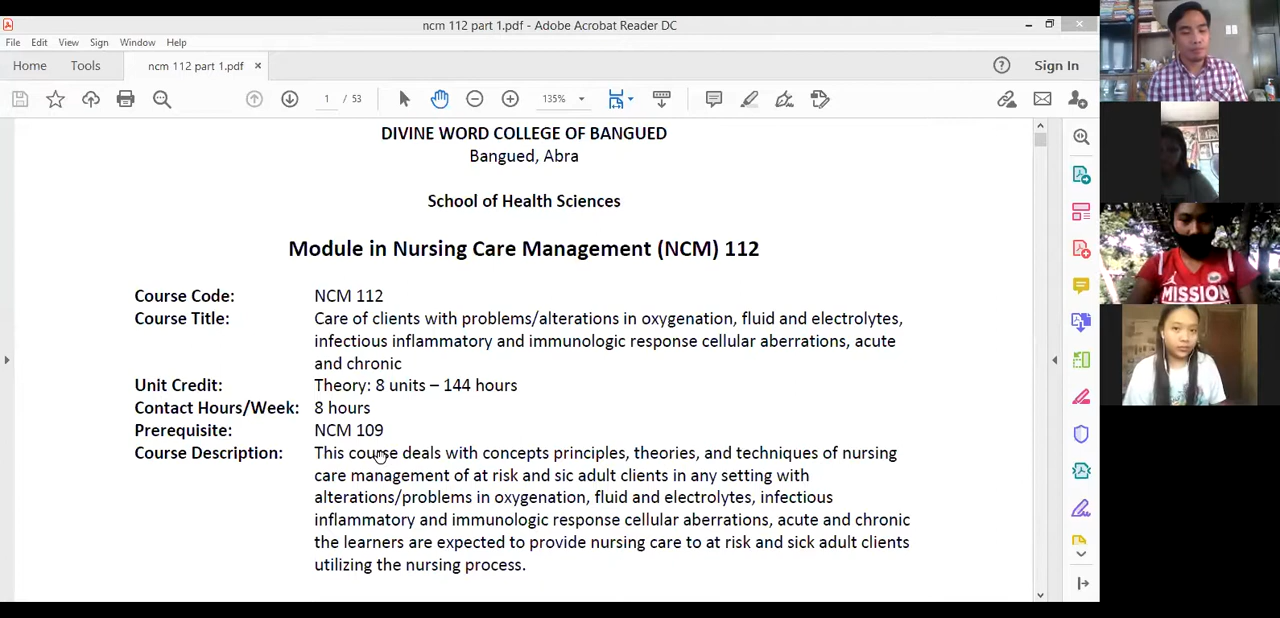 ncm 112 part 1.pdf - Adobe Acrobat Reader DC
File Edit View Sign Window Help
Home Tools ncm 112 part 1.pdf × Sign In
1 / 53 135%
DIVINE WORD COLLEGE OF BANGUED
Bangued, Abra
School of Health Sciences
Module in Nursing Care Management (NCM) 112
Course Code: NCM 112
Course Title: Care of clients with problems/alterations in oxygenation, fluid and electrolytes,
infectious inflammatory and immunologic response cellular aberrations, acute
and chronic
Unit Credit: Theory: 8 units – 144 hours
Contact Hours/Week: 8 hours
Prerequisite: NCM 109
Course Description: This course deals with concepts principles, theories, and techniques of nursing
care management of at risk and sic adult clients in any setting with
alterations/problems in oxygenation, fluid and electrolytes, infectious
inflammatory and immunologic response cellular aberrations, acute and chronic
the learners are expected to provide nursing care to at risk and sick adult clients
utilizing the nursing process.
MISSION